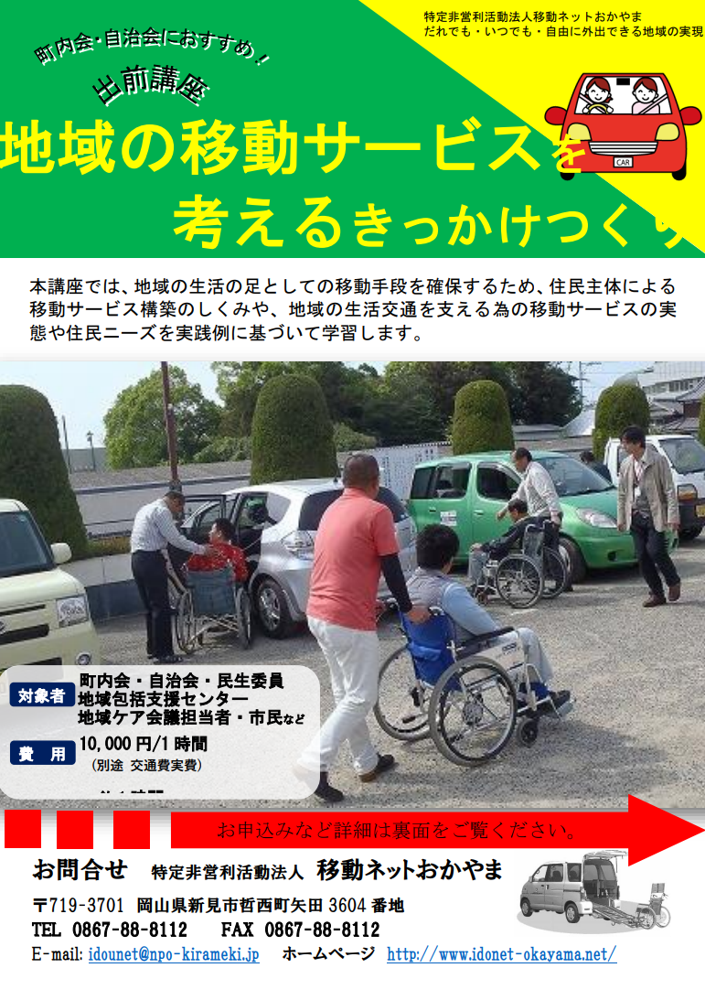 特定非営利活動法人移動ネットおかやま
だれでも・いつでも・自由に外出できる地域の実現
町内会・自治会におすすめ！
出前講座
地域の移動サービスを
考えるきっかけつくり
CAR
本講座では、地域の生活の足としての移動手段を確保するため、住民主体による
移動サービス構築のしくみや、地域の生活交通を支える為の移動サービスの実
態や住民ニーズを実践例に基づいて学習します。
対象者 町内会・自治会・民生委員
地域包括支援センター
地域ケア会議担当者・市民など
費　用 10,000 円/1 時間
（別途 交通費実費）
お申込みなど詳細は裏面をご覧ください。
お問合せ 特定非営利活動法人 移動ネットおかやま
〒719-3701 岡山県新見市哲西町矢田 3604 番地
TEL 0867-88-8112 FAX 0867-88-8112
E-mail: idounet@npo-kirameki.jp ホームページ http://www.idonet-okayama.net/